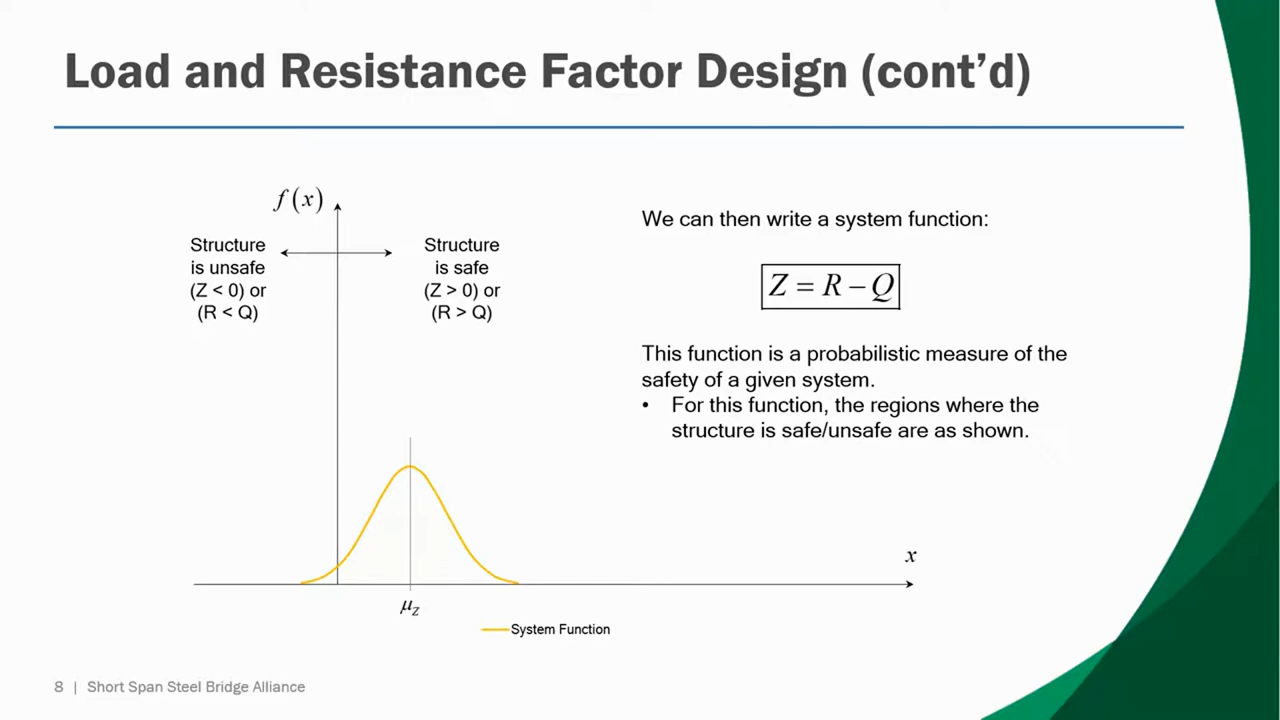 Load and Resistance Factor Design (cont’d)
f(x)
Structure
is unsafe
(Z < 0) or
(R < Q)
Structure
is safe
(Z > 0) or
(R > Q)
We can then write a system function:
Z = R − Q
This function is a probabilistic measure of the
safety of a given system.
• For this function, the regions where the
structure is safe/unsafe are as shown.
x
μZ
System Function
8 | Short Span Steel Bridge Alliance